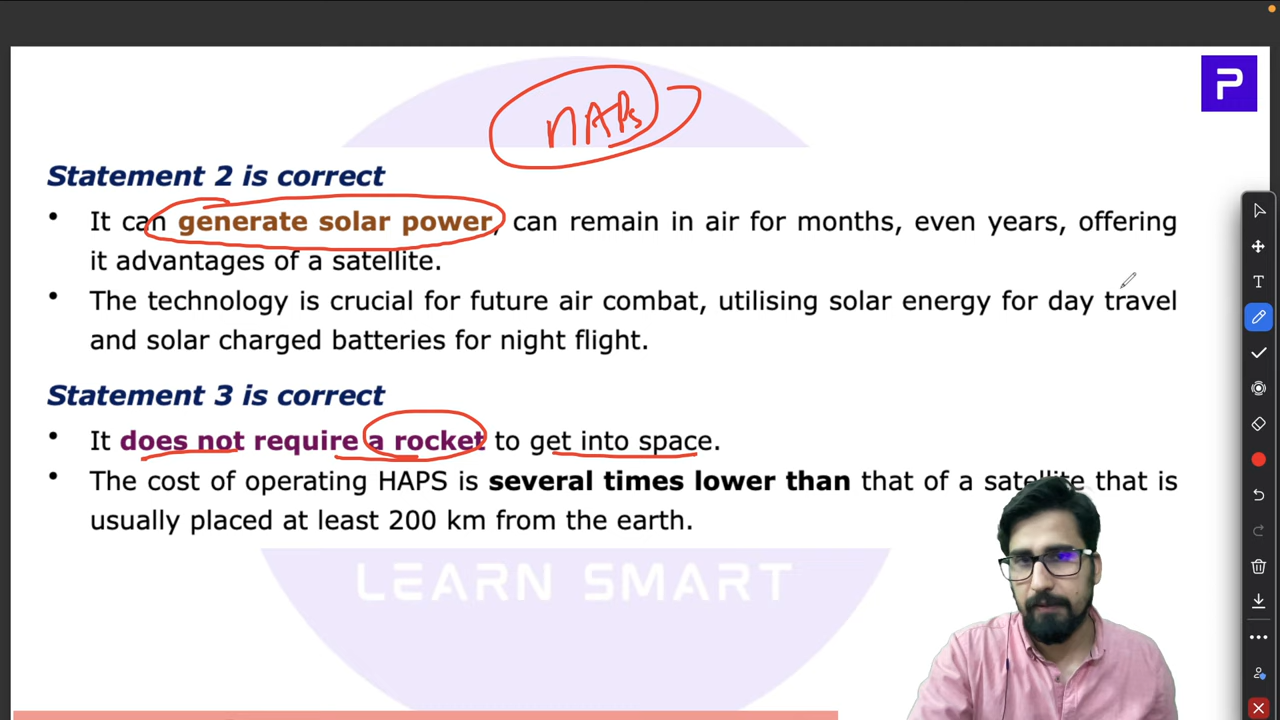 P
HAPs
Statement 2 is correct
• It can generate solar power, can remain in air for months, even years, offering
it advantages of a satellite.
• The technology is crucial for future air combat, utilising solar energy for day travel
and solar charged batteries for night flight.
Statement 3 is correct
• It does not require a rocket to get into space.
• The cost of operating HAPS is several times lower than that of a satellite that is
usually placed at least 200 km from the earth.
LEARN SMART
T